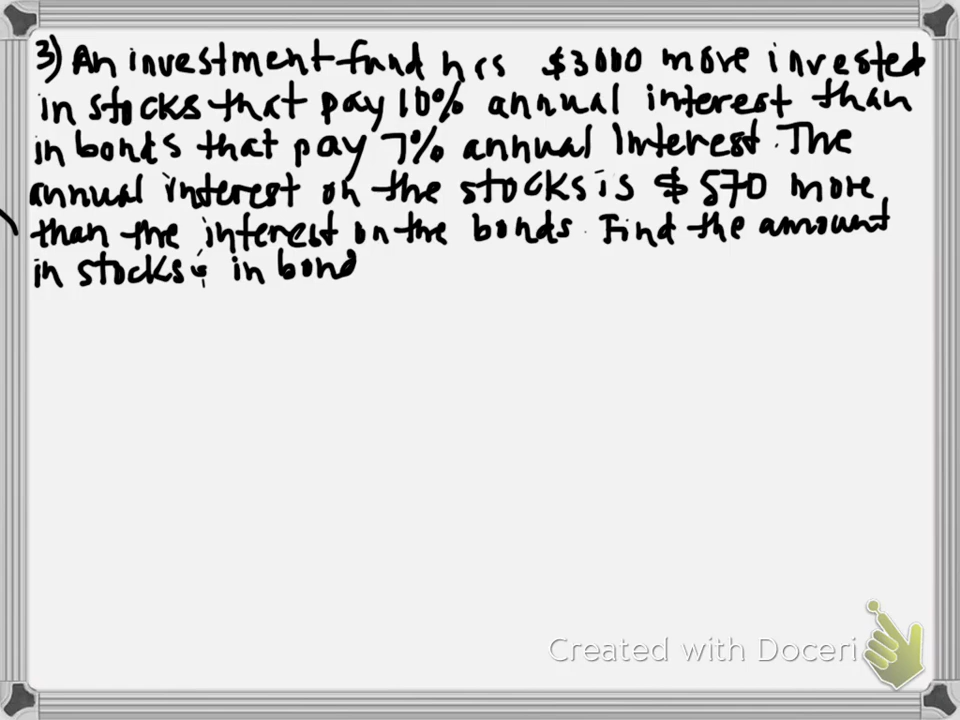 3) An investment fund has $3000 more invested
in stocks that pay 10% annual interest than
in bonds that pay 7% annual Interest. The
annual interest on the stocks is $570 more
than the interest on the bonds. Find the amount
in stocks & in bond
Created with Doceri